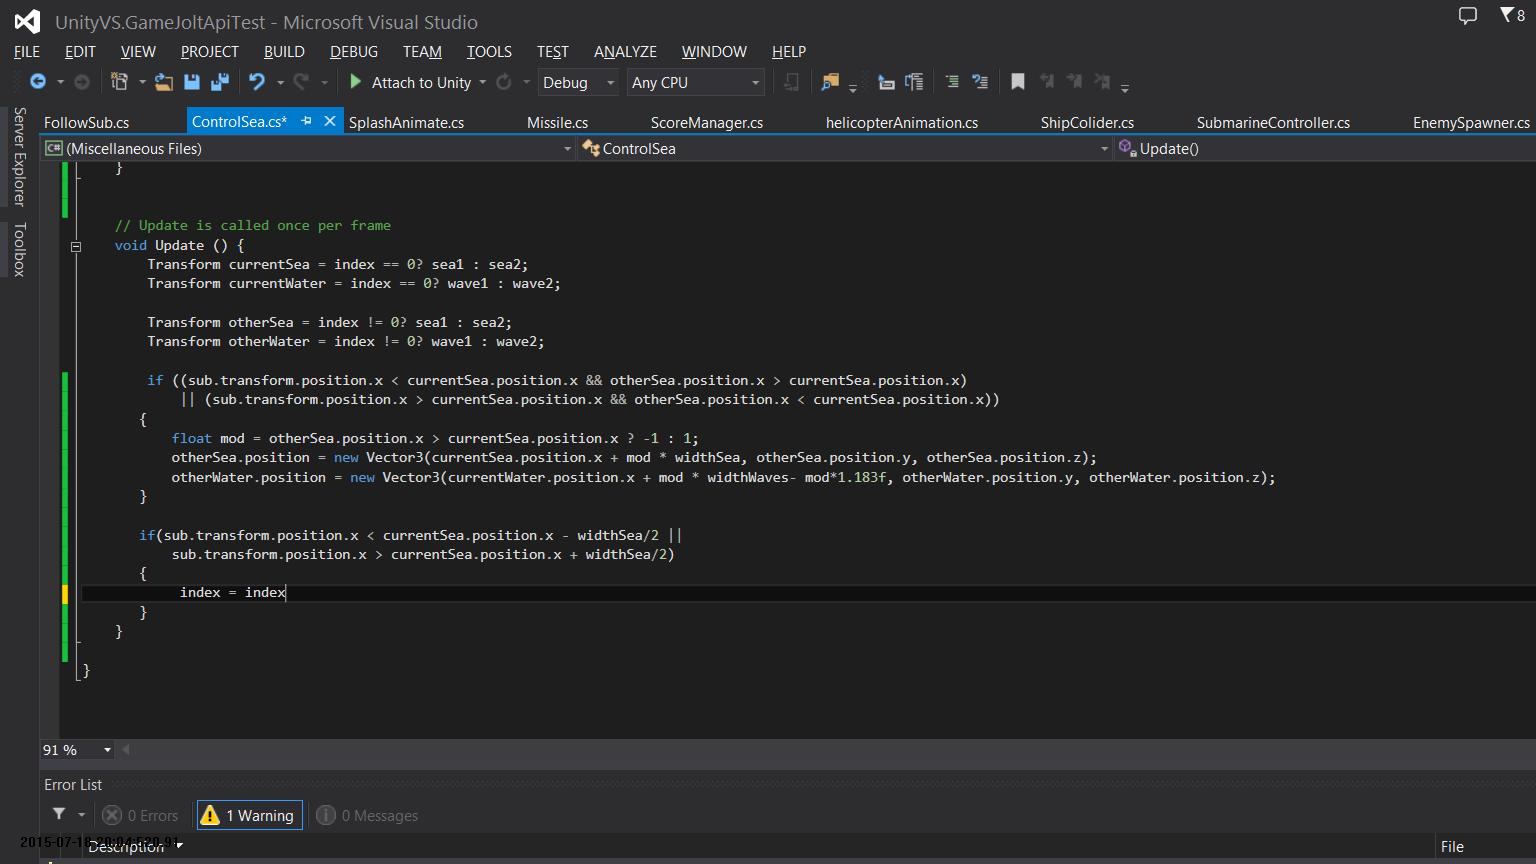 UnityVS.GameJoltApiTest - Microsoft Visual Studio
8
FILE EDIT VIEW PROJECT BUILD DEBUG TEAM TOOLS TEST ANALYZE WINDOW HELP
Attach to Unity Debug Any CPU
Server Explorer
Toolbox
FollowSub.cs ControlSea.cs* SplashAnimate.cs Missile.cs ScoreManager.cs helicopterAnimation.cs ShipColider.cs SubmarineController.cs EnemySpawner.cs
C# (Miscellaneous Files) ControlSea Update()
}
// Update is called once per frame
void Update () {
Transform currentSea = index == 0? sea1 : sea2;
Transform currentWater = index == 0? wave1 : wave2;
Transform otherSea = index != 0? sea1 : sea2;
Transform otherWater = index != 0? wave1 : wave2;
if ((sub.transform.position.x < currentSea.position.x && otherSea.position.x > currentSea.position.x)
|| (sub.transform.position.x > currentSea.position.x && otherSea.position.x < currentSea.position.x))
{
float mod = otherSea.position.x > currentSea.position.x ? -1 : 1;
otherSea.position = new Vector3(currentSea.position.x + mod * widthSea, otherSea.position.y, otherSea.position.z);
otherWater.position = new Vector3(currentWater.position.x + mod * widthWaves- mod*1.183f, otherWater.position.y, otherWater.position.z);
}
if(sub.transform.position.x < currentSea.position.x - widthSea/2 ||
sub.transform.position.x > currentSea.position.x + widthSea/2)
{
index = index
}
}
}
91 %
Error List
0 Errors 1 Warning 0 Messages
Description File